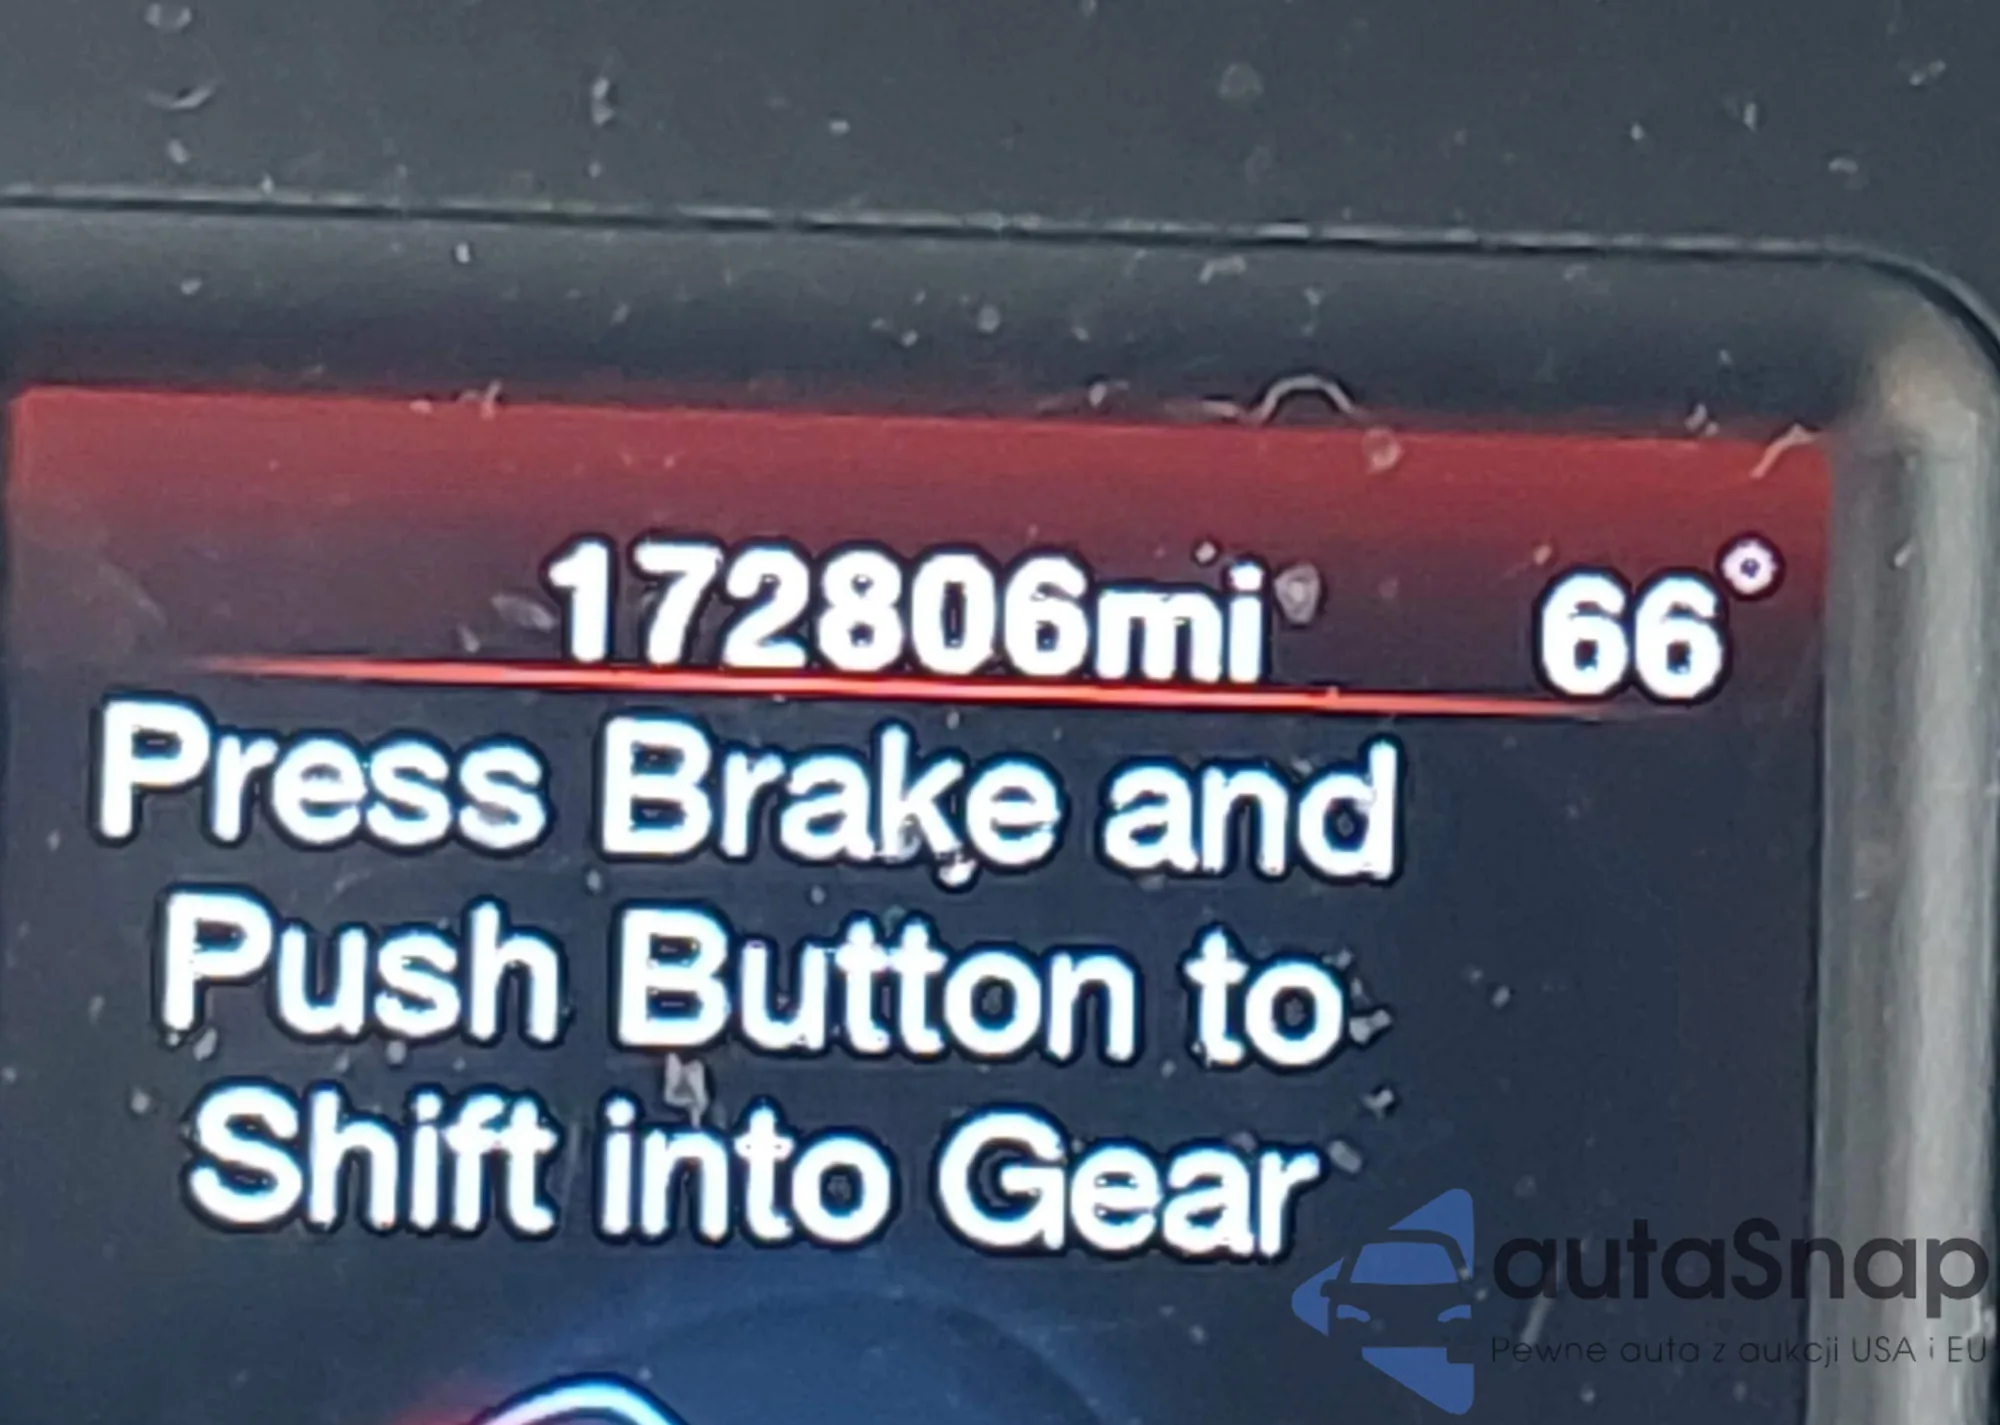 172806mi 66°
Press Brake and
Push Button to
Shift into Gear
autaSnap
Pewne auta z aukcji USA i EU